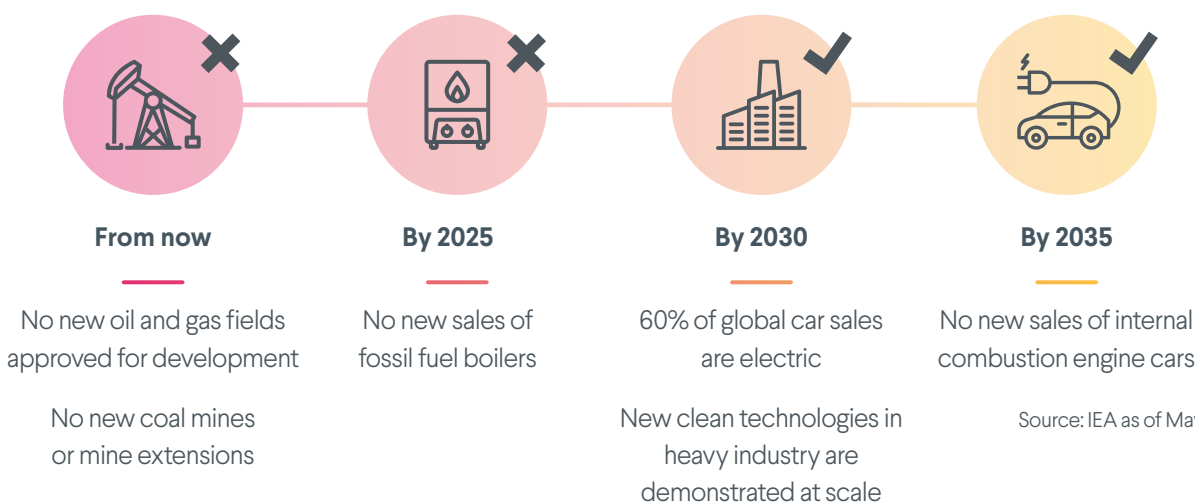 From now
No new oil and gas fields
approved for development
No new coal mines
or mine extensions
By 2025
No new sales of
fossil fuel boilers
By 2030
60% of global car sales
are electric
New clean technologies in
heavy industry are
demonstrated at scale
By 2035
No new sales of internal
combustion engine cars
Source: IEA as of May